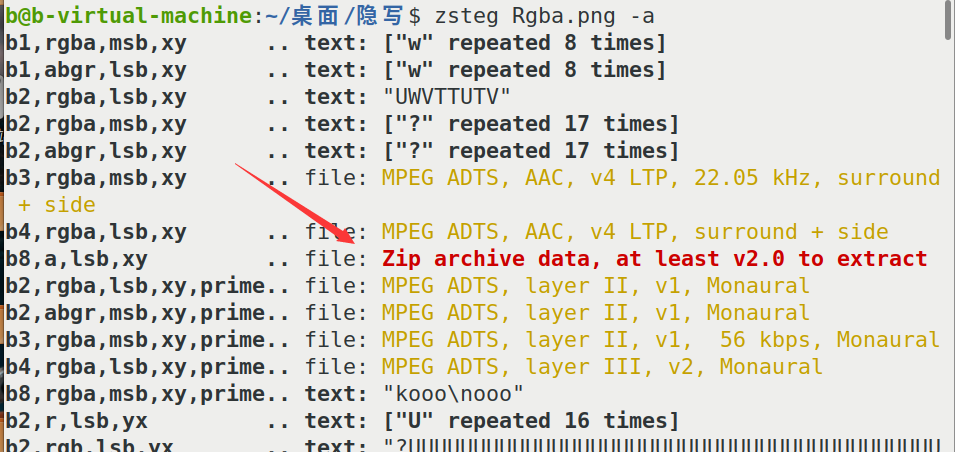 b@b-virtual-machine:~/桌面/隐写$ zsteg Rgba.png -a
b1,rgba,msb,xy .. text: ["w" repeated 8 times]
b1,abgr,lsb,xy .. text: ["w" repeated 8 times]
b2,rgba,lsb,xy .. text: "UWVTTUTV"
b2,rgba,msb,xy .. text: ["?" repeated 17 times]
b2,abgr,lsb,xy .. text: ["?" repeated 17 times]
b3,rgba,msb,xy .. file: MPEG ADTS, AAC, v4 LTP, 22.05 kHz, surround
+ side
b4,rgba,lsb,xy .. file: MPEG ADTS, AAC, v4 LTP, surround + side
b8,a,lsb,xy .. file: Zip archive data, at least v2.0 to extract
b2,rgba,lsb,xy,prime.. file: MPEG ADTS, layer II, v1, Monaural
b2,abgr,msb,xy,prime.. file: MPEG ADTS, layer II, v1, Monaural
b3,rgba,msb,xy,prime.. file: MPEG ADTS, layer II, v1,  56 kbps, Monaural
b4,rgba,lsb,xy,prime.. file: MPEG ADTS, layer III, v2, Monaural
b8,rgba,msb,xy,prime.. text: "kooo\nooo"
b2,r,lsb,yx .. text: ["U" repeated 16 times]
b2,rgb,lsb,yx .. text: